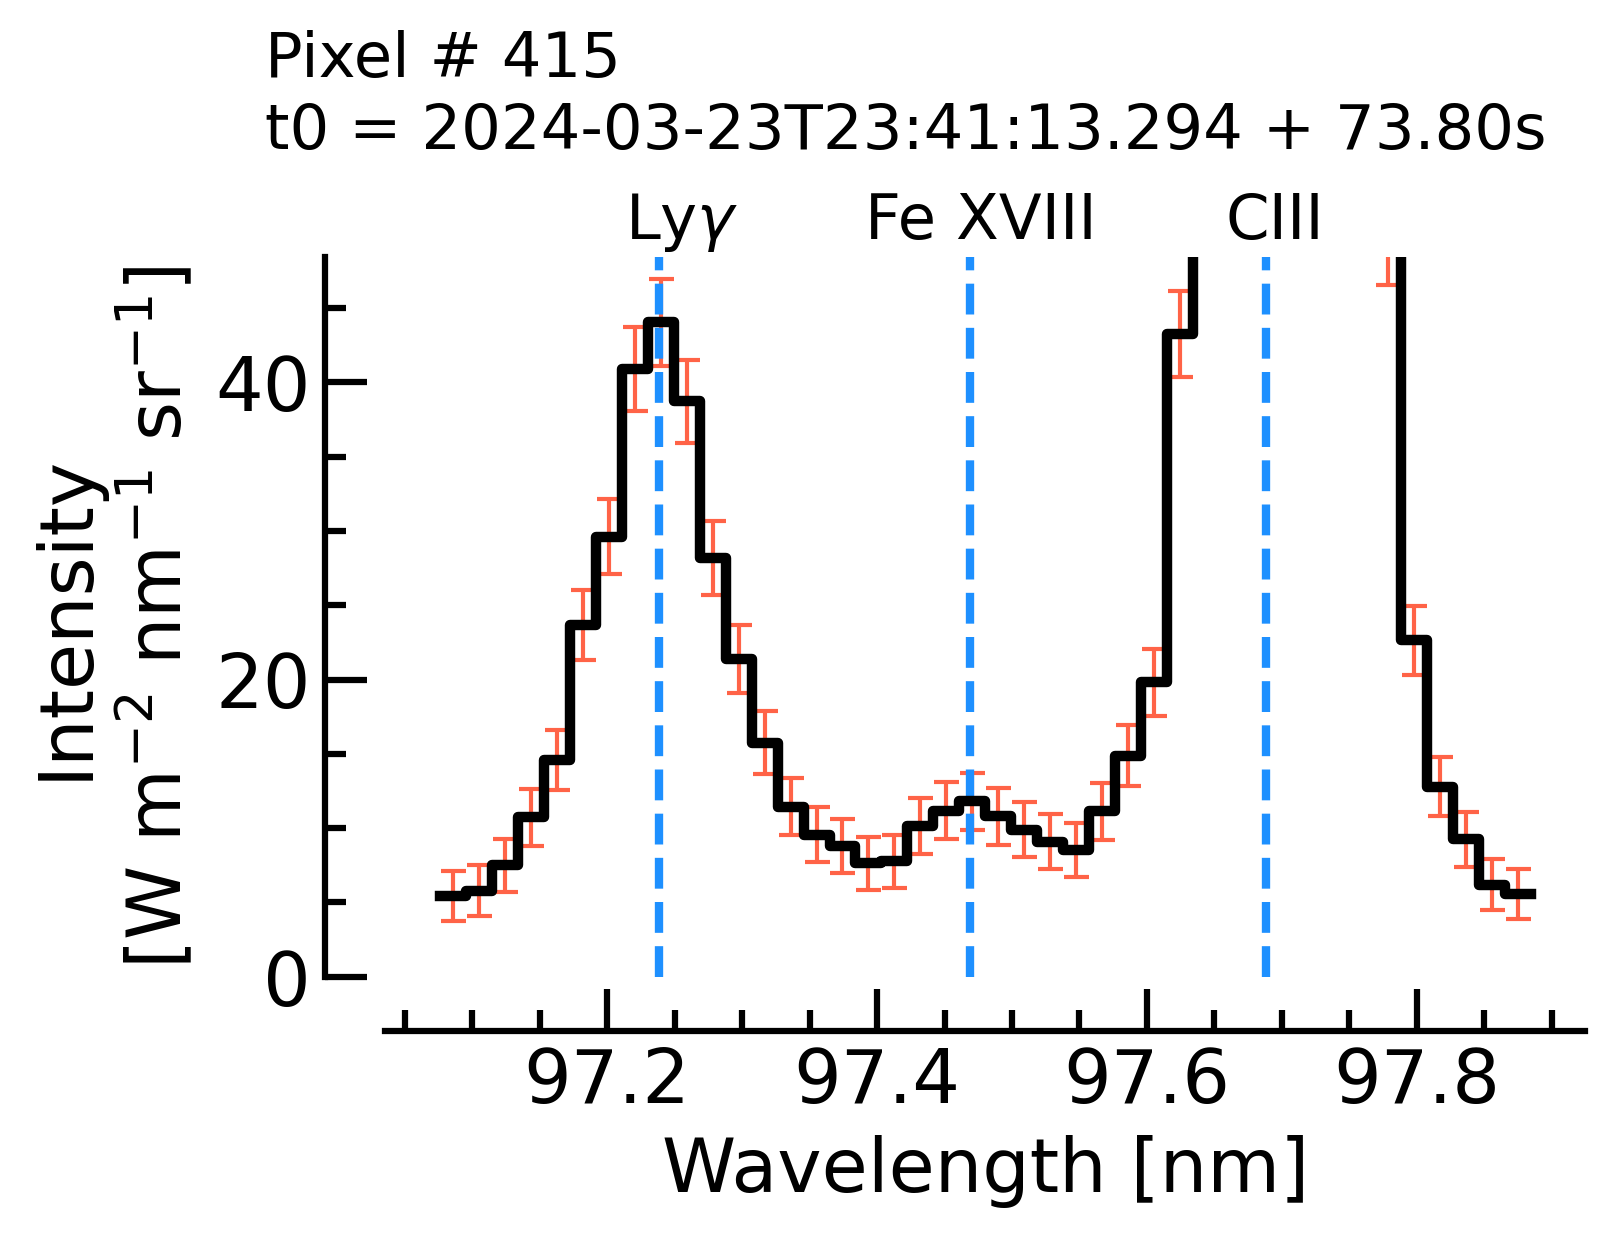 Pixel # 415
t0 = 2024-03-23T23:41:13.294 + 73.80s
Lyγ Fe XVIII CIII
Intensity
[W m⁻² nm⁻¹ sr⁻¹]
40
20
0
97.2 97.4 97.6 97.8
Wavelength [nm]